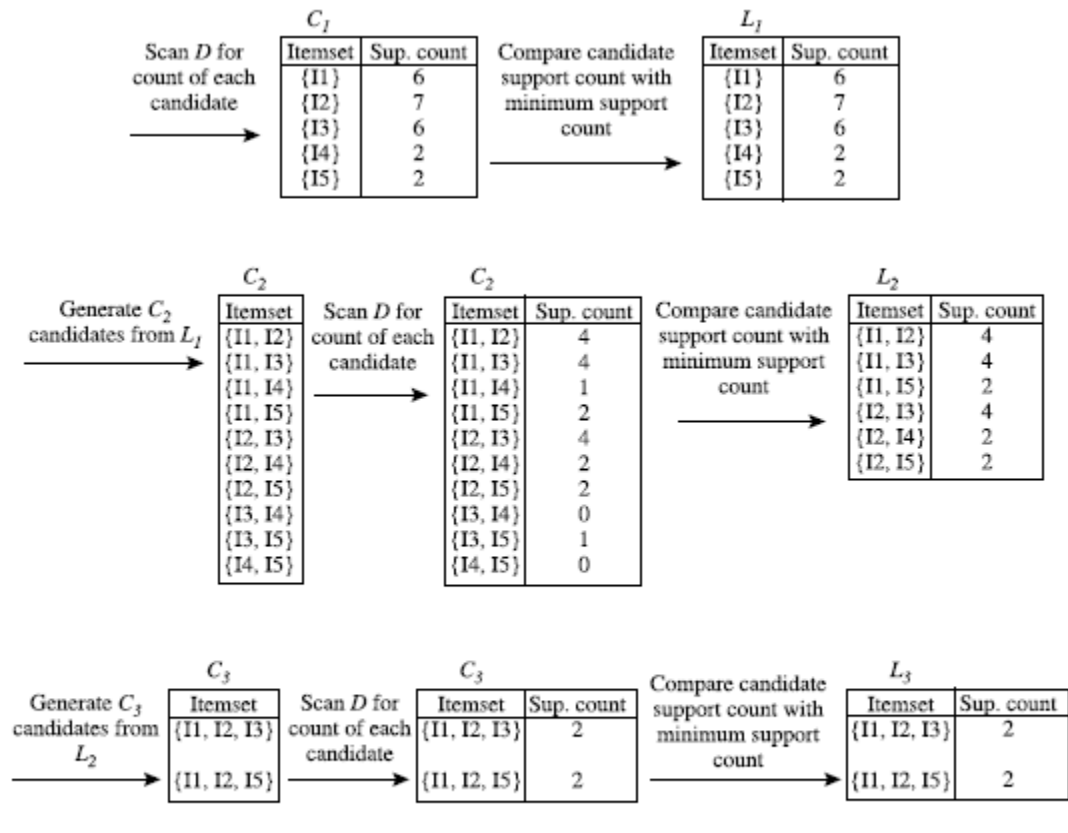 C1
Scan D for
count of each
candidate
Itemset Sup. count
{I1} 6
{I2} 7
{I3} 6
{I4} 2
{I5} 2
Compare candidate
support count with
minimum support
count
L1
Itemset Sup. count
{I1} 6
{I2} 7
{I3} 6
{I4} 2
{I5} 2
Generate C2
candidates from L1
C2
Itemset
{I1, I2}
{I1, I3}
{I1, I4}
{I1, I5}
{I2, I3}
{I2, I4}
{I2, I5}
{I3, I4}
{I3, I5}
{I4, I5}
Scan D for
count of each
candidate
C2
Itemset Sup. count
{I1, I2} 4
{I1, I3} 4
{I1, I4} 1
{I1, I5} 2
{I2, I3} 4
{I2, I4} 2
{I2, I5} 2
{I3, I4} 0
{I3, I5} 1
{I4, I5} 0
Compare candidate
support count with
minimum support
count
L2
Itemset Sup. count
{I1, I2} 4
{I1, I3} 4
{I1, I5} 2
{I2, I3} 4
{I2, I4} 2
{I2, I5} 2
Generate C3
candidates from
L2
C3
Itemset
{I1, I2, I3}
{I1, I2, I5}
Scan D for
count of each
candidate
C3
Itemset Sup. count
{I1, I2, I3} 2
{I1, I2, I5} 2
Compare candidate
support count with
minimum support
count
L3
Itemset Sup. count
{I1, I2, I3} 2
{I1, I2, I5} 2